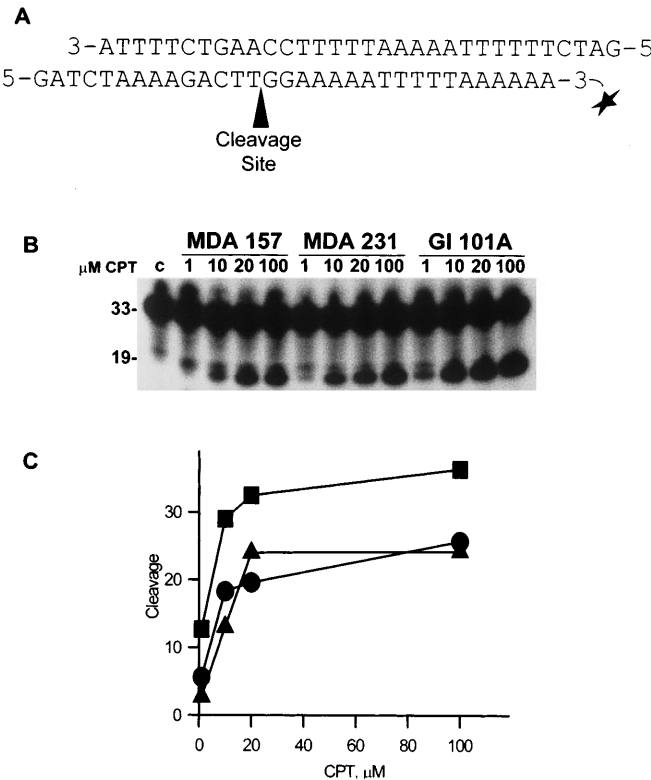 A
3-ATTTTCTGAACCTTTTTAAAAATTTTTTCTAG-5
5-GATCTAAAAGACTTGGAAAAATTTTTAAAAAA-3
Cleavage
Site
B
MDA 157 MDA 231 GI 101A
μM CPT c 1 10 20 100 1 10 20 100 1 10 20 100
33-
19-
C
30
20
10
0
Cleavage
0 20 40 60 80 100
CPT, μM